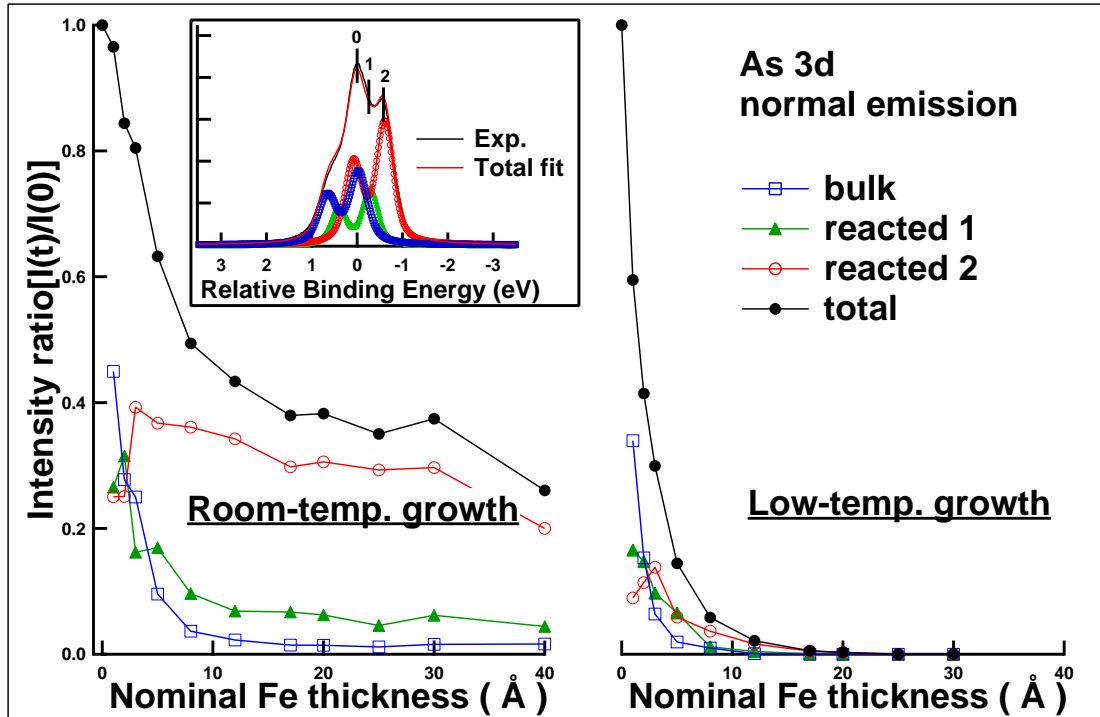 Intensity ratio[I(t)/I(0)]
1.0
0.8
0.6
0.4
0.2
0.0
0
10
20
30
40
Nominal Fe thickness ( Å )
0
1
2
Exp.
Total fit
3
2
1
0
-1
-2
-3
Relative Binding Energy (eV)
Room-temp. growth
As 3d
normal emission
bulk
reacted 1
reacted 2
total
Low-temp. growth
0
10
20
30
40
Nominal Fe thickness ( Å )